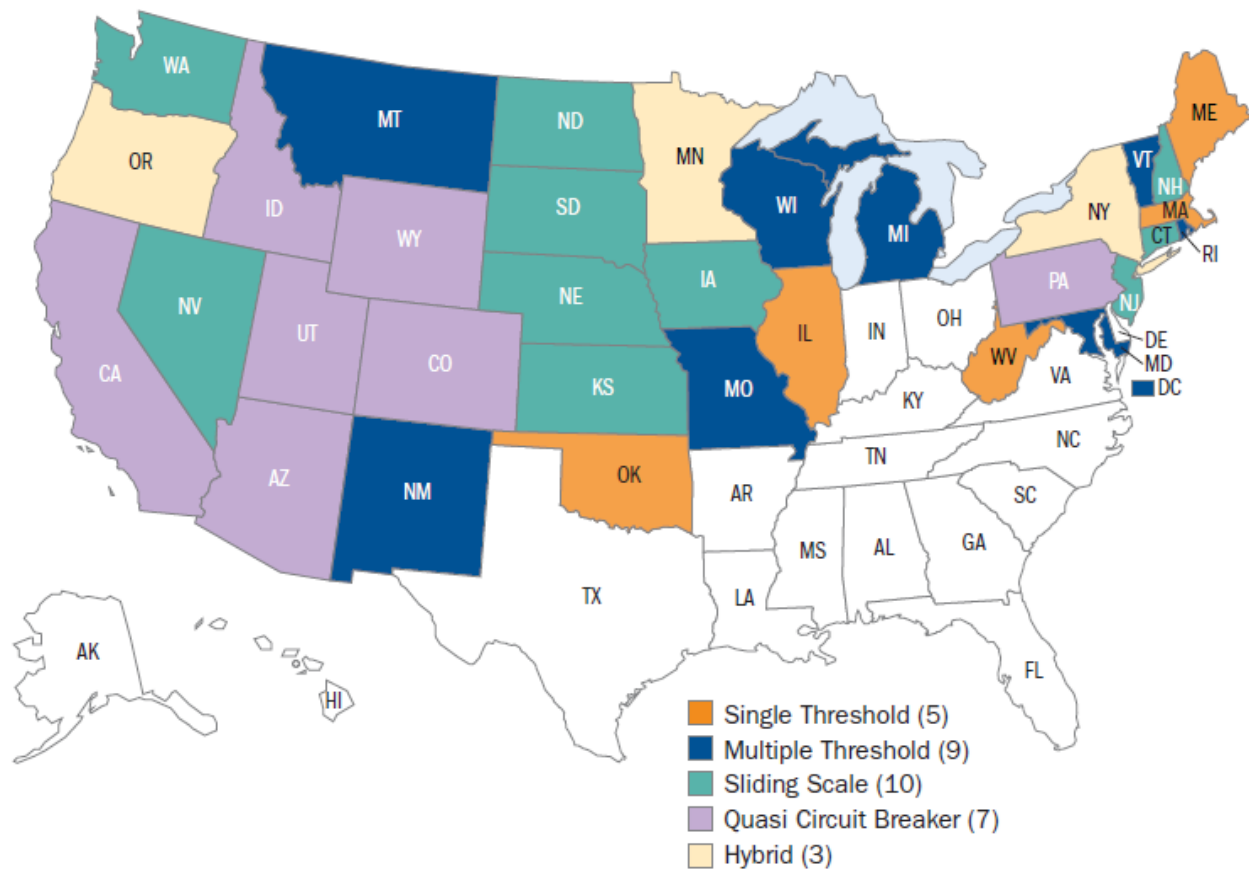 WA
MT
ND
MN
ME
OR
VT
ID
SD
WI
NH
NY
MA
WY
MI
CT
RI
IA
PA
NE
NJ
NV
OH
UT
IL
IN
DE
CO
WV
MD
CA
VA
KS
MO
DC
KY
NC
TN
AZ
OK
NM
AR
SC
MS
AL
GA
TX
LA
AK
FL
HI
Single Threshold (5)
Multiple Threshold (9)
Sliding Scale (10)
Quasi Circuit Breaker (7)
Hybrid (3)